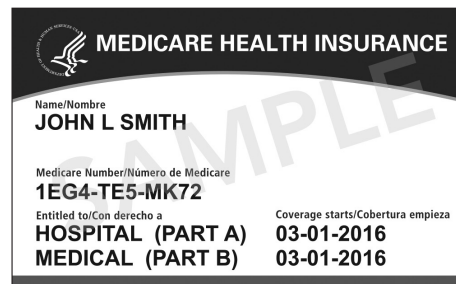 MEDICARE HEALTH INSURANCE
Name/Nombre
JOHN L SMITH
Medicare Number/Número de Medicare
1EG4-TE5-MK72
Entitled to/Con derecho a Coverage starts/Cobertura empieza
HOSPITAL (PART A) 03-01-2016
MEDICAL (PART B) 03-01-2016
SAMPLE